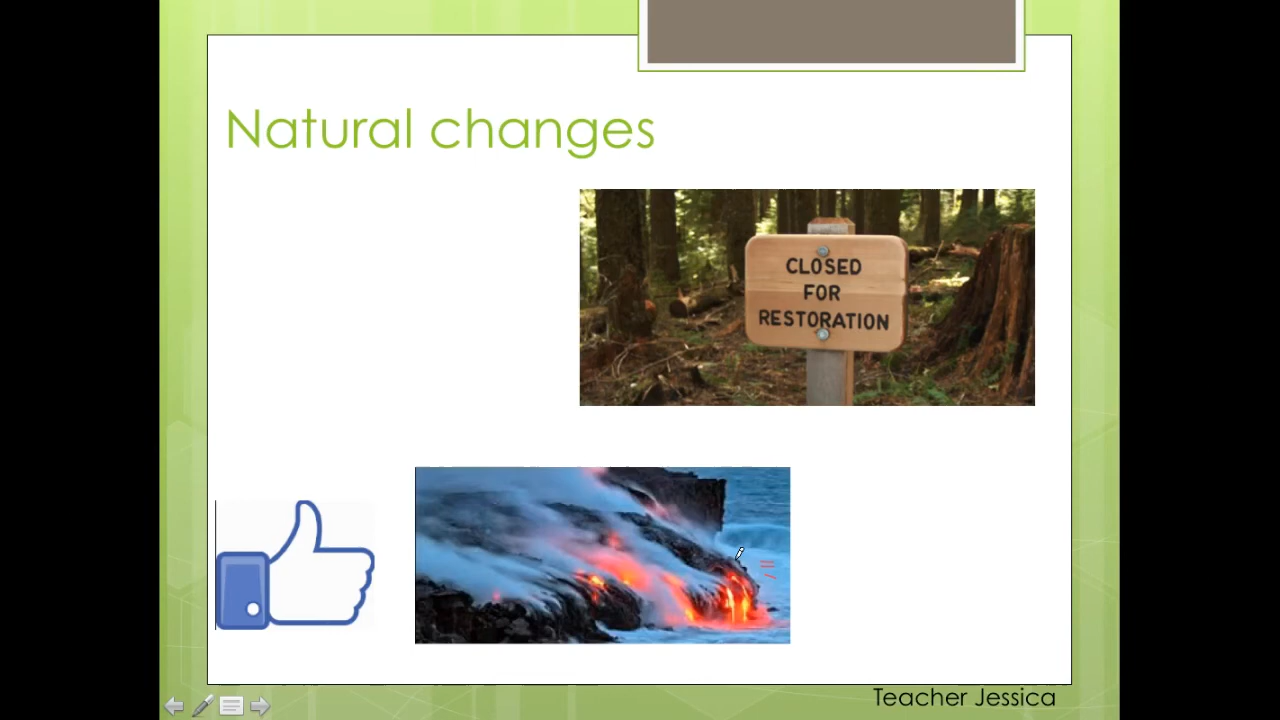 Natural changes
CLOSED
FOR
RESTORATION
Teacher Jessica